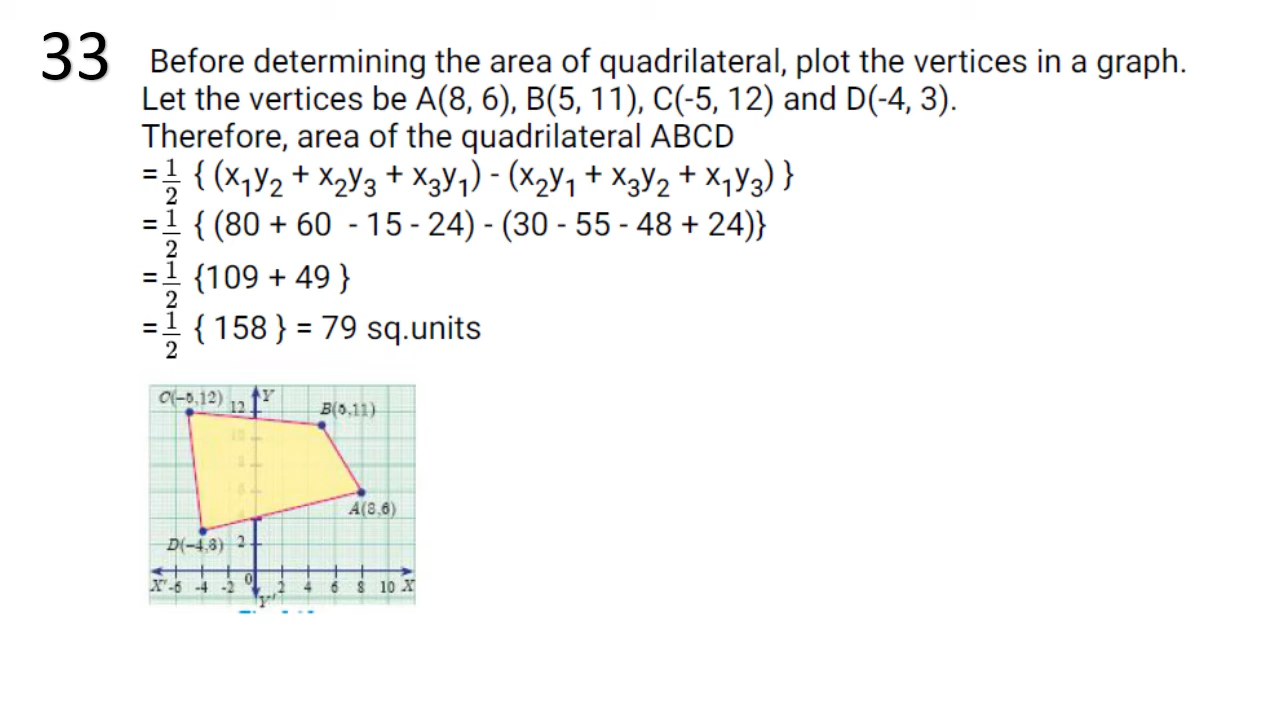 33
Before determining the area of quadrilateral, plot the vertices in a graph.
Let the vertices be A(8, 6), B(5, 11), C(-5, 12) and D(-4, 3).
Therefore, area of the quadrilateral ABCD
= 1/2 { (x₁y₂ + x₂y₃ + x₃y₁) - (x₂y₁ + x₃y₂ + x₁y₃) }
= 1/2 { (80 + 60 - 15 - 24) - (30 - 55 - 48 + 24)}
= 1/2 {109 + 49 }
= 1/2 { 158 } = 79 sq.units
C(-5,12) 12 Y B(5,11)
10
8
6
A(8,6)
4
D(-4,3) 2
X' -6 -4 -2 0 2 4 6 8 10 X
Y'